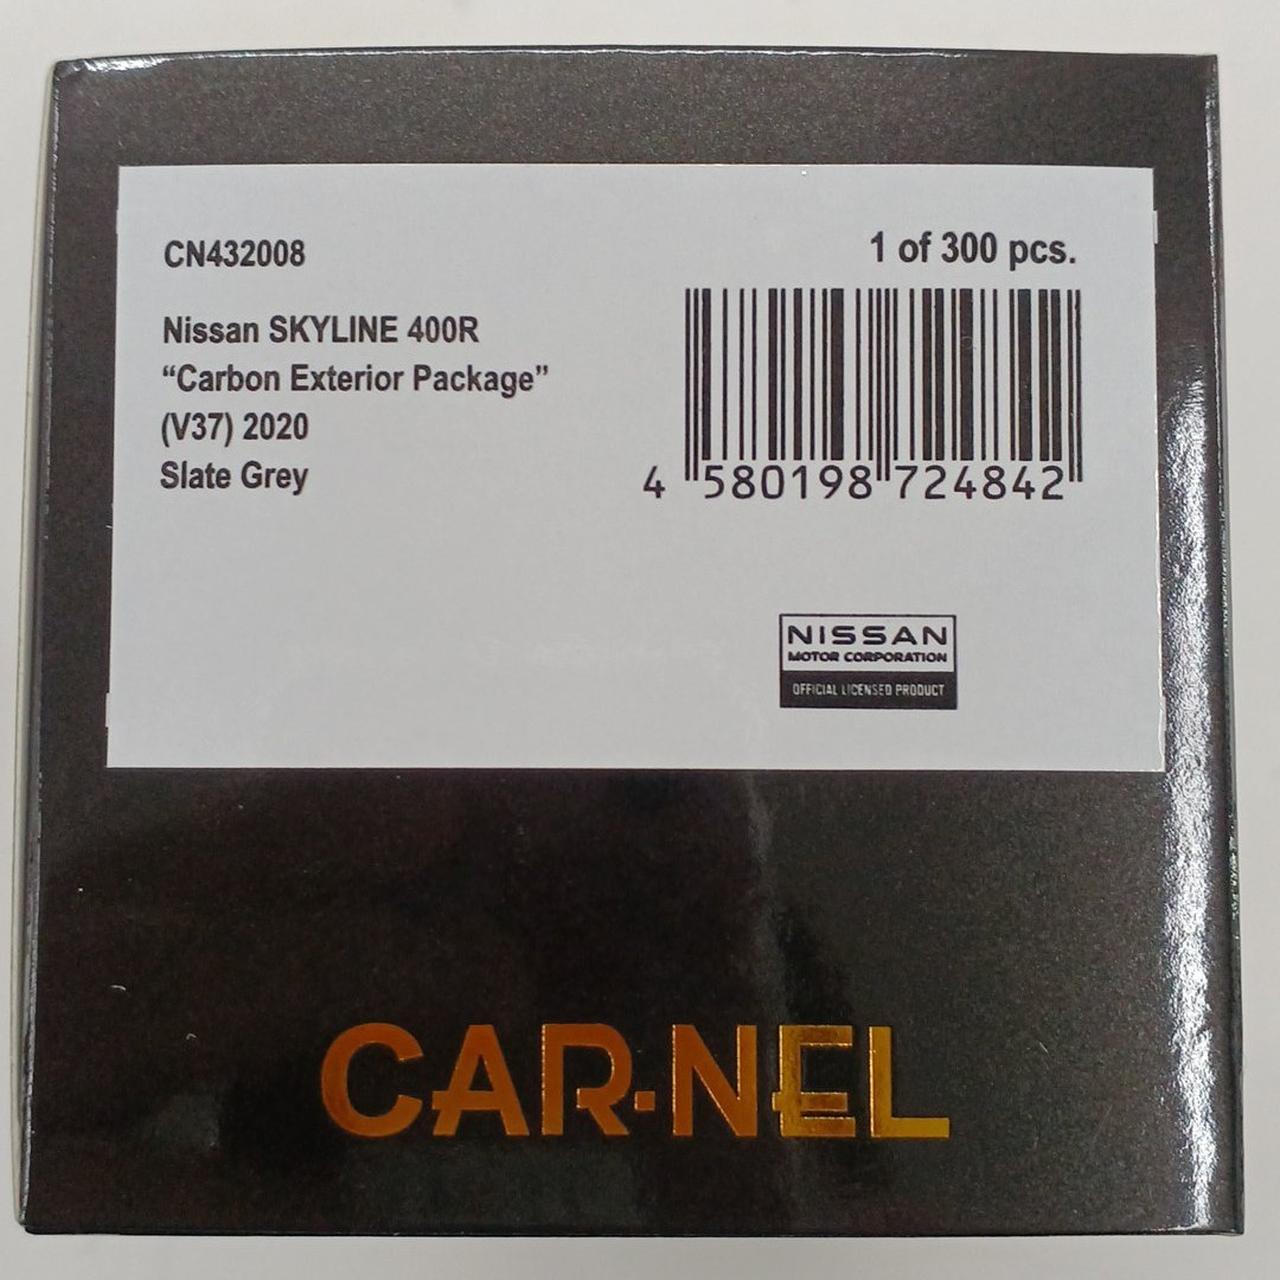 CN432008
1 of 300 pcs.
Nissan SKYLINE 400R
“Carbon Exterior Package”
(V37) 2020
Slate Grey
4 580198 724842
NISSAN
MOTOR CORPORATION
OFFICIAL LICENSED PRODUCT
CAR·NEL